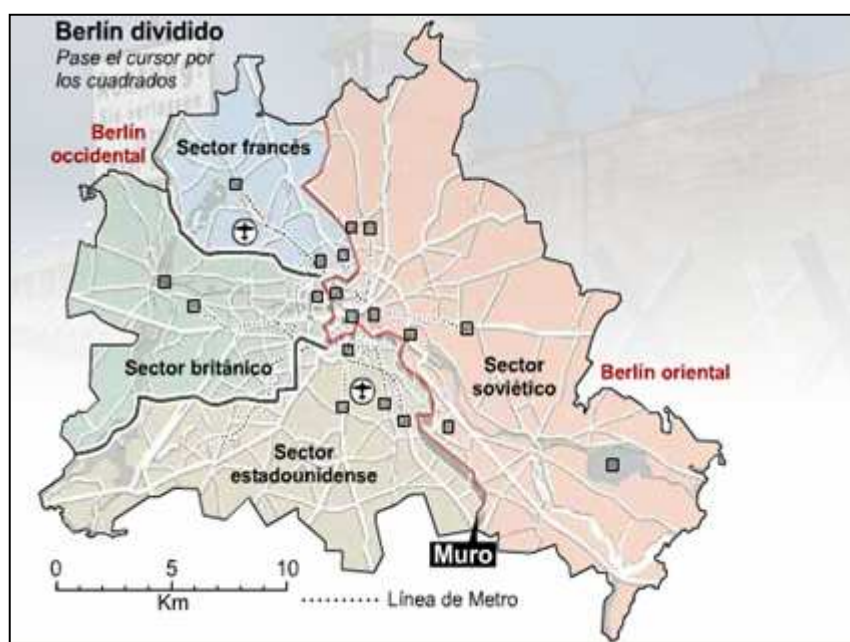 Berlín dividido
Pase el cursor por
los cuadrados
Berlín
occidental
Sector francés
Sector británico
Sector
soviético
Berlín oriental
Sector
estadounidense
Muro
0 5 10
Km
Línea de Metro